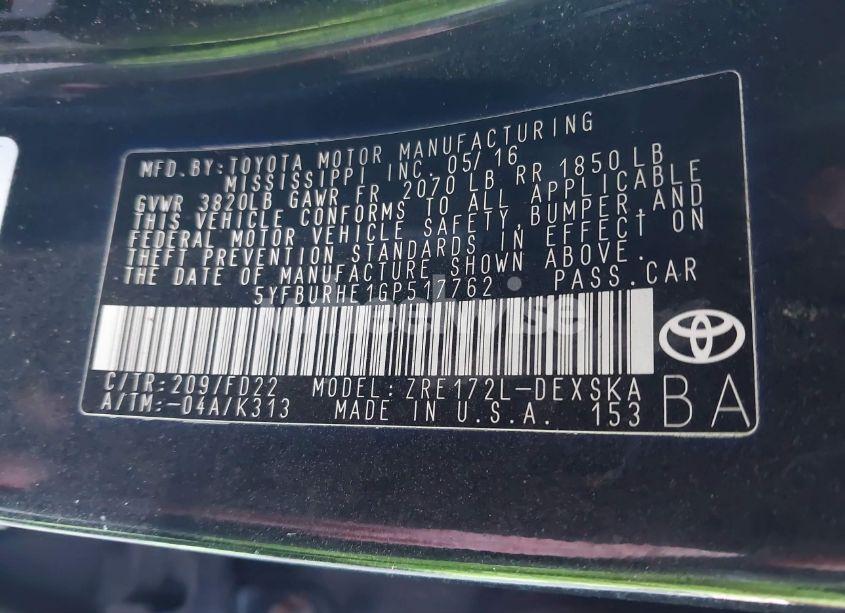 MFD.BY:TOYOTA MOTOR MANUFACTURING
MISSISSIPPI INC. 05/16
GVWR 3820LB GAWR FR 2070 LB RR 1850 LB
THIS VEHICLE CONFORMS TO ALL APPLICABLE
FEDERAL MOTOR VEHICLE SAFETY,BUMPER,AND
THEFT PREVENTION STANDARDS IN EFFECT ON
THE DATE OF MANUFACTURE SHOWN ABOVE.
5YFBURHE1GP517762 PASS.CAR
wheelwise
C/TR:209/FD22 MODEL: ZRE172L-DEXSKA
A/TM:-04A/K313 MADE IN U.S.A. 153 BA